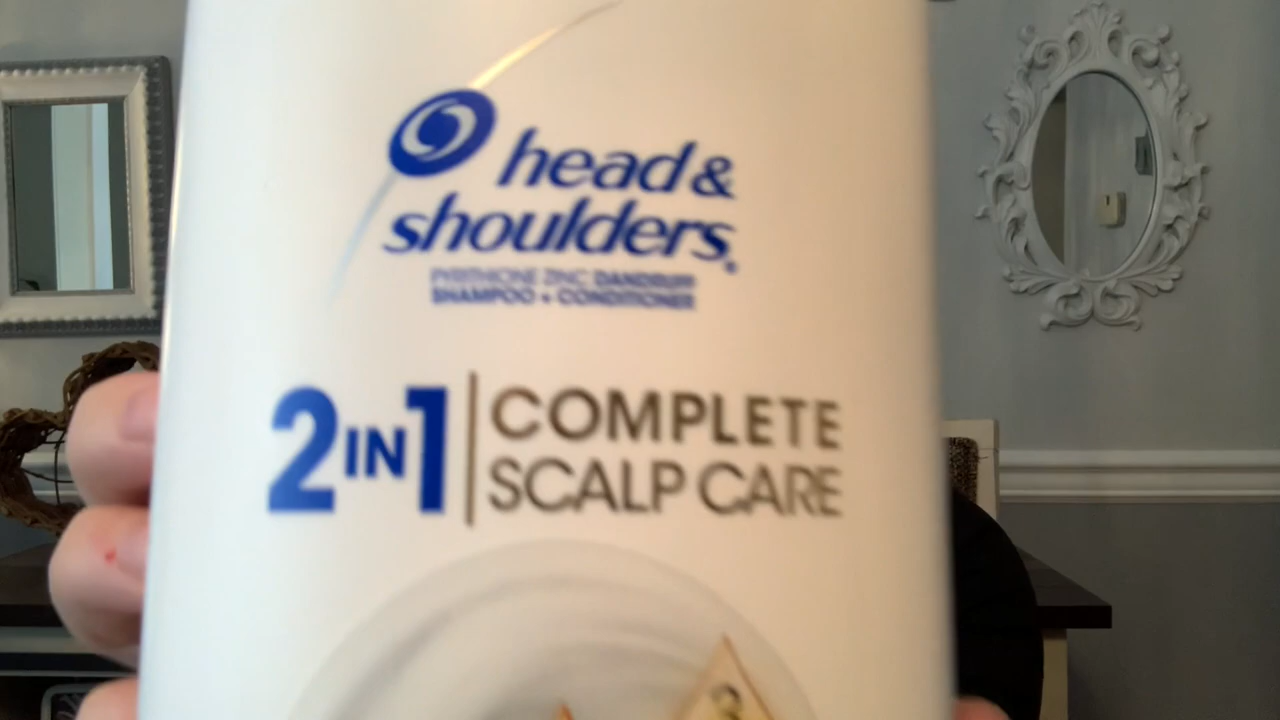 head &
shoulders
PYRITHIONE ZINC DANDRUFF
SHAMPOO + CONDITIONER
2IN1
COMPLETE
SCALP CARE